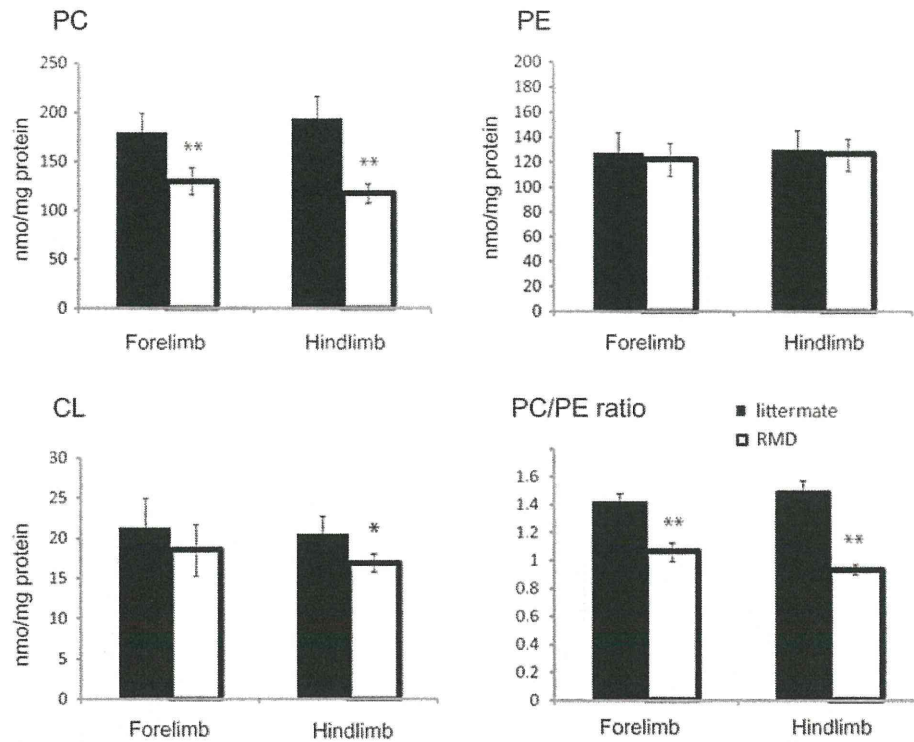 PC
250
200
150
100
50
0
nmo/mg protein
**
**
Forelimb
Hindlimb
PE
200
180
160
140
120
100
80
60
40
20
0
nmo/mg protein
Forelimb
Hindlimb
CL
30
25
20
15
10
5
0
nmo/mg protein
*
Forelimb
Hindlimb
PC/PE ratio
littermate
RMD
1.6
1.4
1.2
1
0.8
0.6
0.4
0.2
0
**
**
Forelimb
Hindlimb